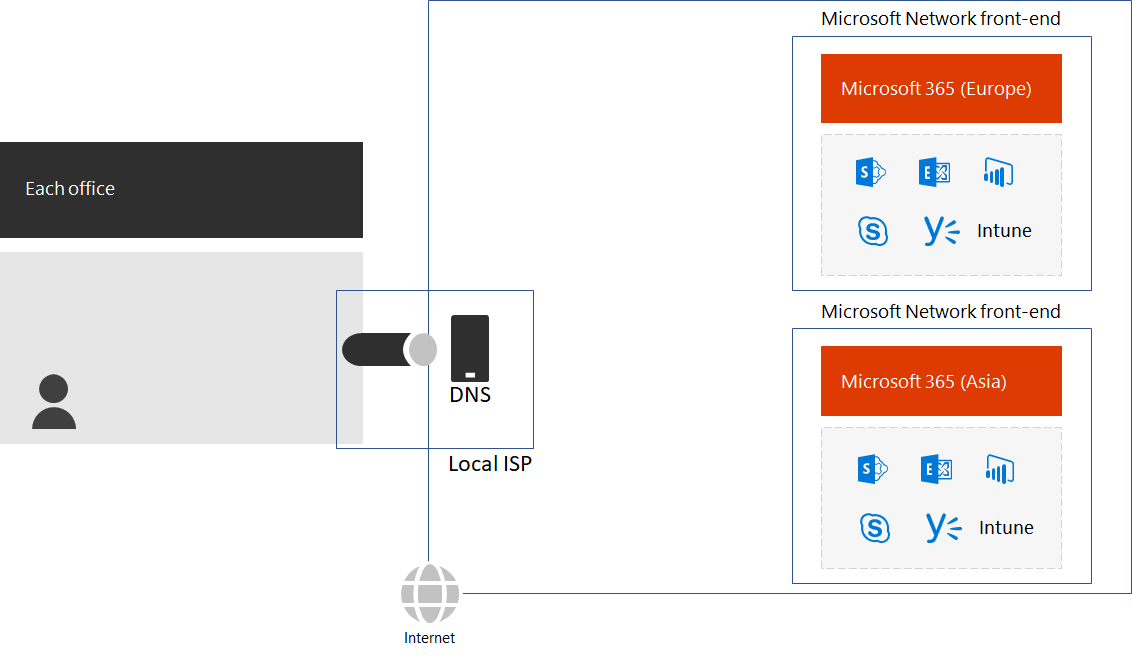 Microsoft Network front-end
Microsoft 365 (Europe)
S
E
S
Intune
Each office
Microsoft Network front-end
Microsoft 365 (Asia)
DNS
Local ISP
S
E
S
Intune
Internet